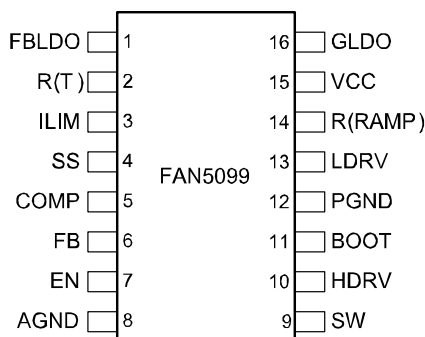 FBLDO 1 16 GLDO
R(T) 2 15 VCC
ILIM 3 14 R(RAMP)
SS 4 13 LDRV
FAN5099
COMP 5 12 PGND
FB 6 11 BOOT
EN 7 10 HDRV
AGND 8 9 SW